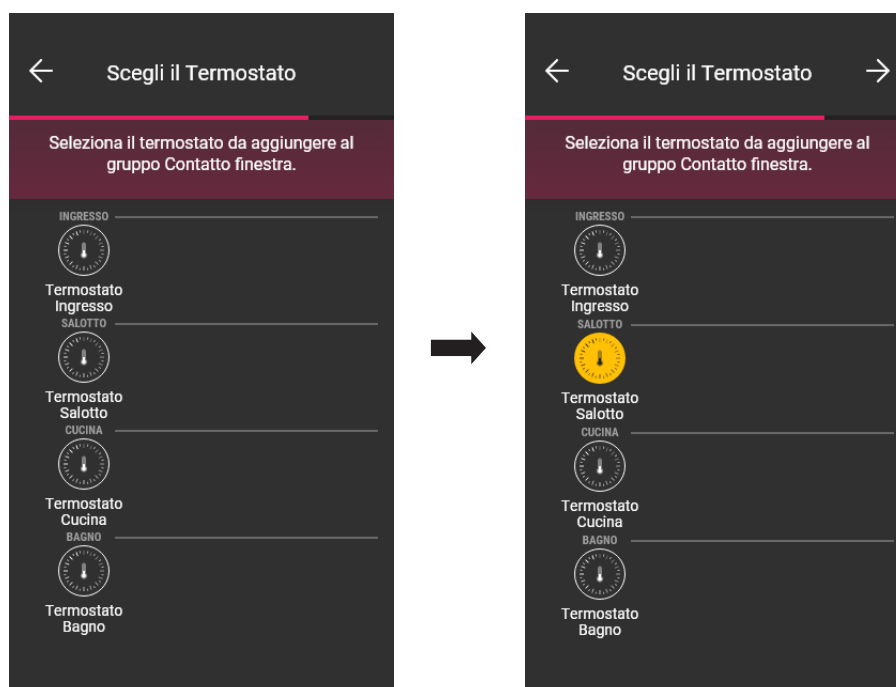 Scegli il Termostato
Seleziona il termostato da aggiungere al
gruppo Contatto finestra.
INGRESSO
Termostato
Ingresso
SALOTTO
Termostato
Salotto
CUCINA
Termostato
Cucina
BAGNO
Termostato
Bagno
Scegli il Termostato
Seleziona il termostato da aggiungere al
gruppo Contatto finestra.
INGRESSO
Termostato
Ingresso
SALOTTO
Termostato
Salotto
CUCINA
Termostato
Cucina
BAGNO
Termostato
Bagno